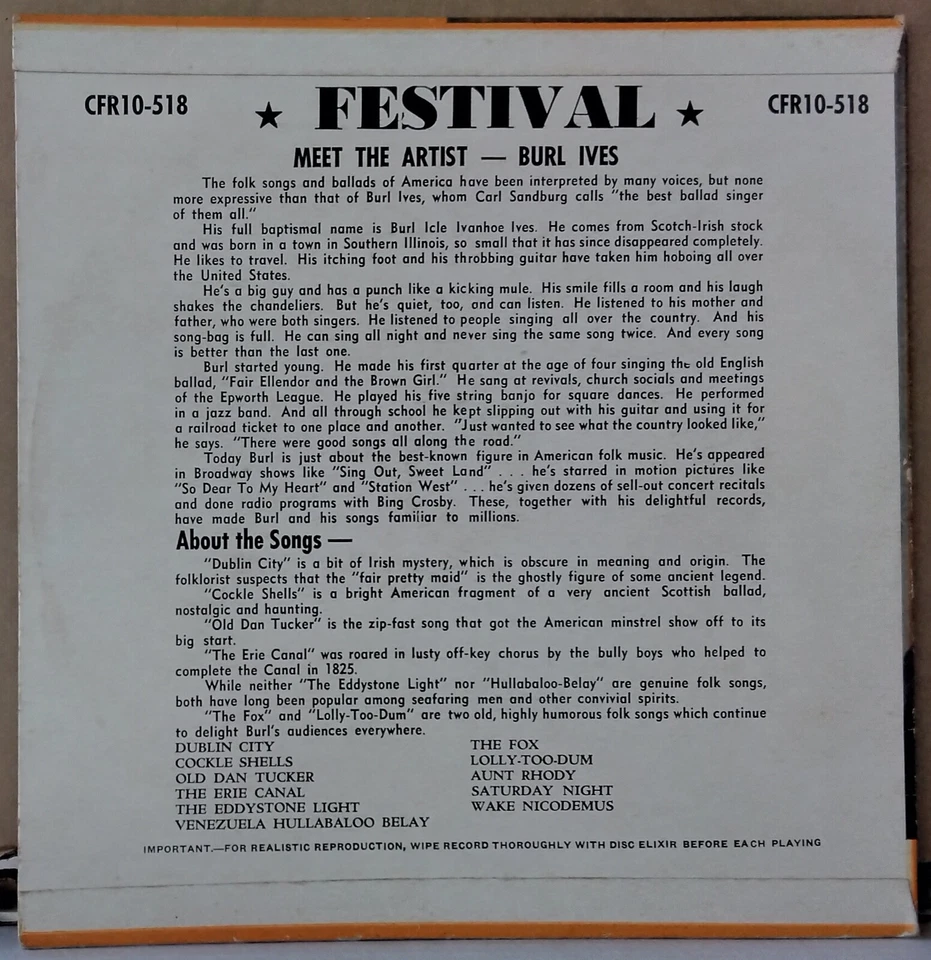 CFR10-518 ★ FESTIVAL ★ CFR10-518
MEET THE ARTIST — BURL IVES
The folk songs and ballads of America have been interpreted by many voices, but none
more expressive than that of Burl Ives, whom Carl Sandburg calls "the best ballad singer
of them all."
His full baptismal name is Burl Icle Ivanhoe Ives. He comes from Scotch-Irish stock
and was born in a town in Southern Illinois, so small that it has since disappeared completely.
He likes to travel. His itching foot and his throbbing guitar have taken him hoboing all over
the United States.
He's a big guy and has a punch like a kicking mule. His smile fills a room and his laugh
shakes the chandeliers. But he's quiet, too, and can listen. He listened to his mother and
father, who were both singers. He listened to people singing all over the country. And his
song-bag is full. He can sing all night and never sing the same song twice. And every song
is better than the last one.
Burl started young. He made his first quarter at the age of four singing the old English
ballad, "Fair Ellendor and the Brown Girl." He sang at revivals, church socials and meetings
of the Epworth League. He played his five string banjo for square dances. He performed
in a jazz band. And all through school he kept slipping out with his guitar and using it for
a railroad ticket to one place and another. "Just wanted to see what the country looked like,"
he says. "There were good songs all along the road."
Today Burl is just about the best-known figure in American folk music. He's appeared
in Broadway shows like "Sing Out, Sweet Land" . . . he's starred in motion pictures like
"So Dear To My Heart" and "Station West" . . . he's given dozens of sell-out concert recitals
and done radio programs with Bing Crosby. These, together with his delightful records,
have made Burl and his songs familiar to millions.
About the Songs —
"Dublin City" is a bit of Irish mystery, which is obscure in meaning and origin. The
folklorist suspects that the "fair pretty maid" is the ghostly figure of some ancient legend.
"Cockle Shells" is a bright American fragment of a very ancient Scottish ballad,
nostalgic and haunting.
"Old Dan Tucker" is the zip-fast song that got the American minstrel show off to its
big start.
"The Erie Canal" was roared in lusty off-key chorus by the bully boys who helped to
complete the Canal in 1825.
While neither "The Eddystone Light" nor "Hullabaloo-Belay" are genuine folk songs,
both have long been popular among seafaring men and other convivial spirits.
"The Fox" and "Lolly-Too-Dum" are two old, highly humorous folk songs which continue
to delight Burl's audiences everywhere.
DUBLIN CITY
COCKLE SHELLS
OLD DAN TUCKER
THE ERIE CANAL
THE EDDYSTONE LIGHT
VENEZUELA HULLABALOO BELAY
THE FOX
LOLLY-TOO-DUM
AUNT RHODY
SATURDAY NIGHT
WAKE NICODEMUS
IMPORTANT.—FOR REALISTIC REPRODUCTION, WIPE RECORD THOROUGHLY WITH DISC ELIXIR BEFORE EACH PLAYING